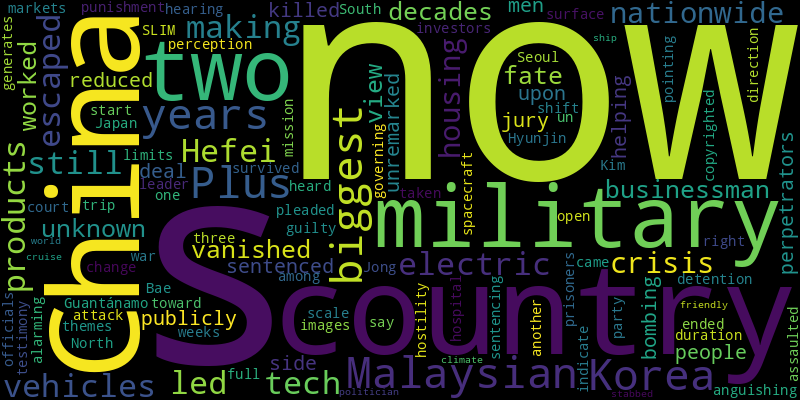 markets
punishment
hearing
killed
South
decades
men
surface
nationwide
generates
worked
escaped
china
SLIM
making
perception
investors
ship
now
reduced
two
view
unremarked
housing
Seoul
fate
upon
shift
un
jury
Hyunjin
helping
pointing
direction
copyrighted
start
Japan
years
mission
biggest
governing
Kim
products
still
limits
Hefei
deal
leader
Plus
survived
heard
taken
military
businessman
perpetrators
court
trip
one
pleaded
guilty
spacecraft
open
right
unknown
world
cruise
war
three
vanished
S
country
sentenced
among
Jong
electric
came
crisis
change
Bae
Guantánamo
toward
detention
prisoners
officials
testimony
alarming
attack
themes
North
publicly
weeks
scale
images
say
hostility
hospital
sentencing
another
indicate
party
bombing
friendly
ended
duration
people
assaulted
vehicles
led
full
tech
side
politician
Malaysian
climate
Korea
stabbed
anguishing